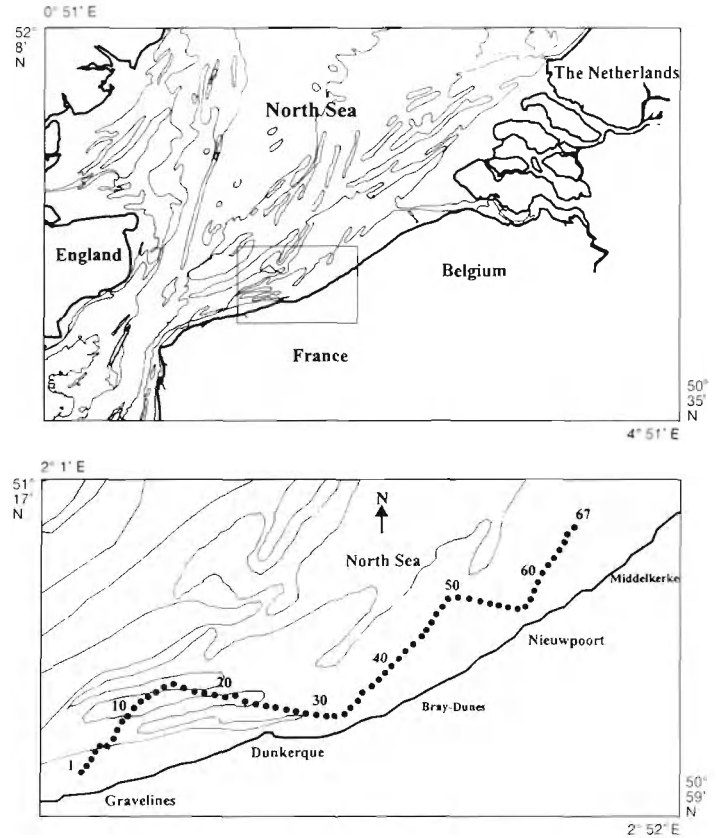 0° 51' E
52°
8'
N
The Netherlands
North Sea
England
Belgium
France
50°
35'
N
4° 51' E
2° 1' E
51°
17'
N
N
67
North Sea
60
50
Middelkerke
Nieuwpoort
40
20
10
30
Bray-Dunes
1
Dunkerque
Gravelines
50°
59'
N
2° 52' E